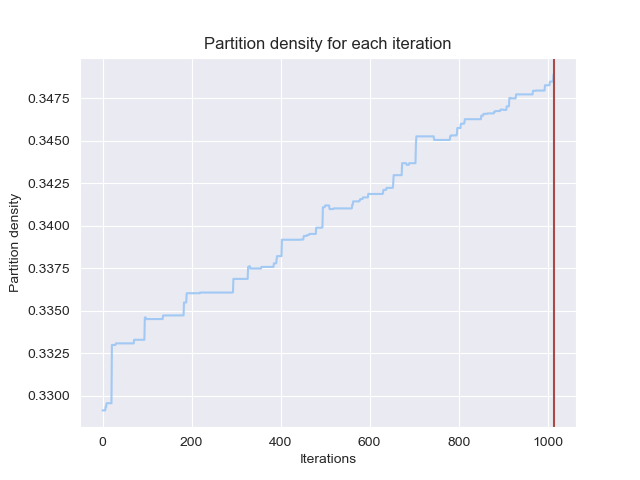 Partition density for each iteration
Partition density
0.3475
0.3450
0.3425
0.3400
0.3375
0.3350
0.3325
0.3300
0 200 400 600 800 1000
Iterations